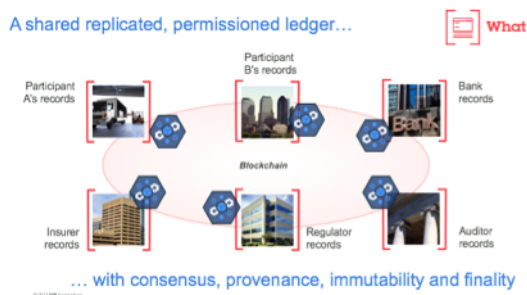 A shared replicated, permissioned ledger…
What
Participant
A's records
Participant
B's records
Bank
records
Bank
Blockchain
Insurer
records
Regulator
records
Auditor
records
… with consensus, provenance, immutability and finality